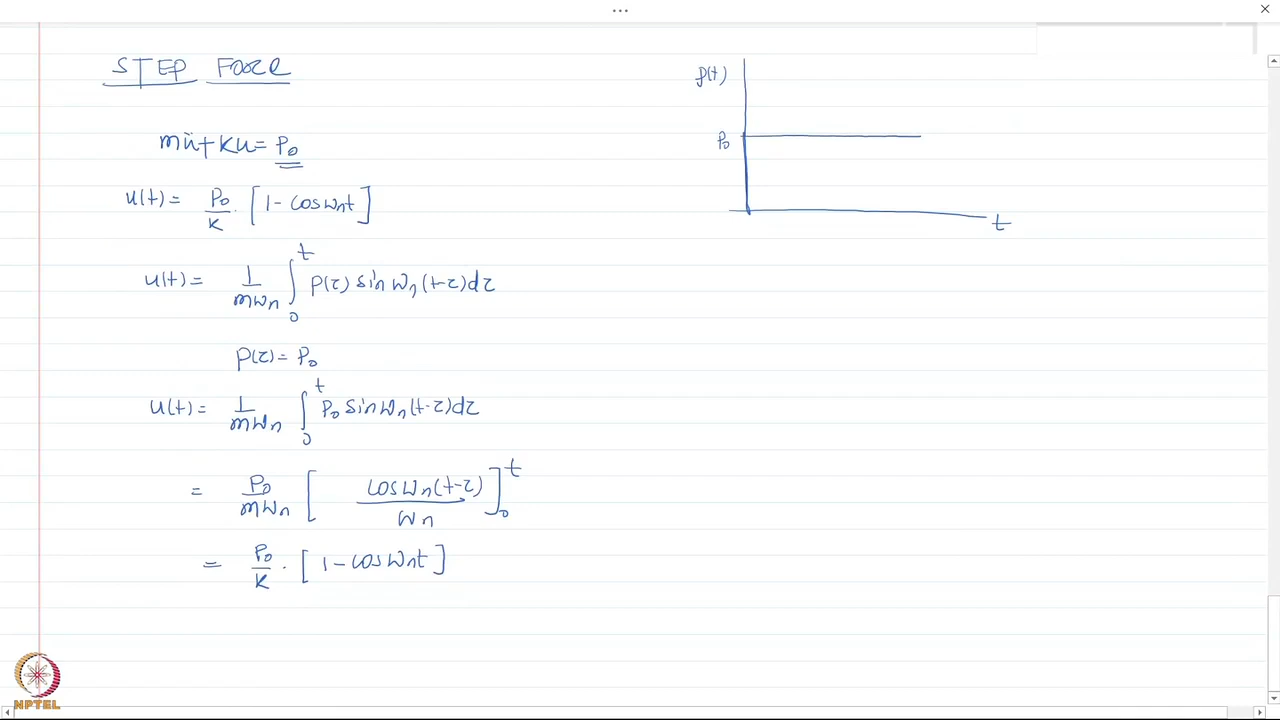 STEP FORCE
mü + ku = P₀
u(t) = P₀/k · [1 - cos ωnt]
u(t) = 1/mωn ∫₀ᵗ p(τ) sin ωn (t-τ) dτ
p(τ) = P₀
u(t) = 1/mωn ∫₀ᵗ P₀ sin ωn (t-τ) dτ
= P₀/mωn [ cos ωn (t-τ)/ωn ]₀ᵗ
= P₀/k · [1 - cos ωnt]
p(t)
P₀
t
NPTEL